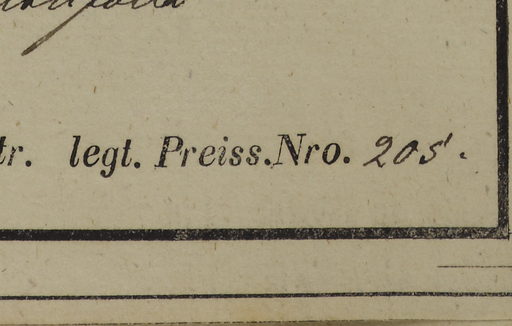 tr. legt. Preiss.Nro. 205.